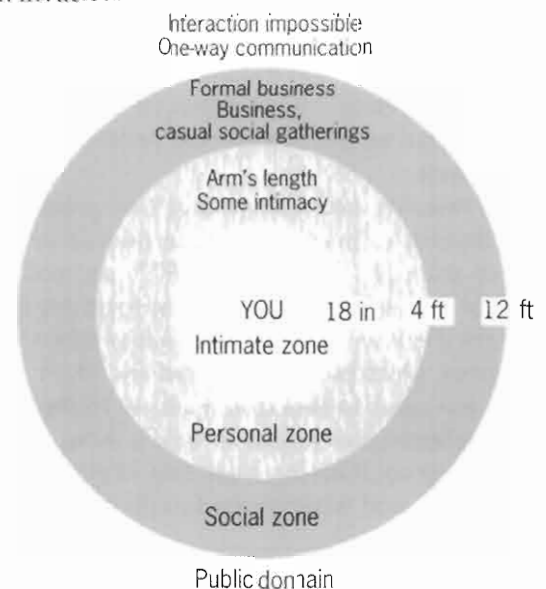 Interaction impossible
One-way communication
Formal business
Business,
casual social gatherings
Arm's length
Some intimacy
YOU 18 in 4 ft 12 ft
Intimate zone
Personal zone
Social zone
Public domain